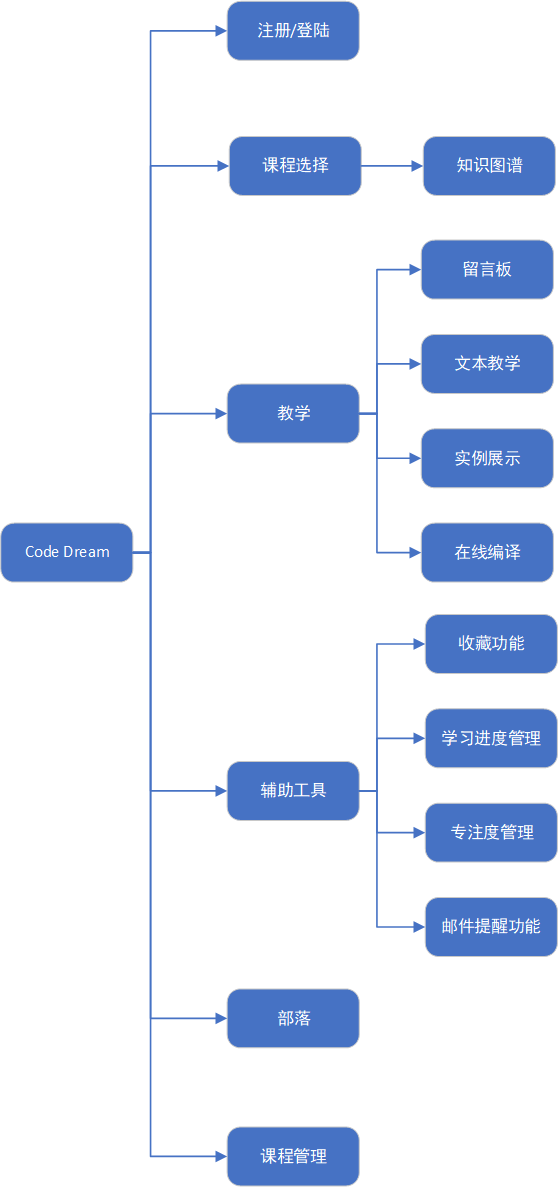 注册/登陆
课程选择
知识图谱
留言板
文本教学
教学
实例展示
Code Dream
在线编译
收藏功能
学习进度管理
辅助工具
专注度管理
邮件提醒功能
部落
课程管理